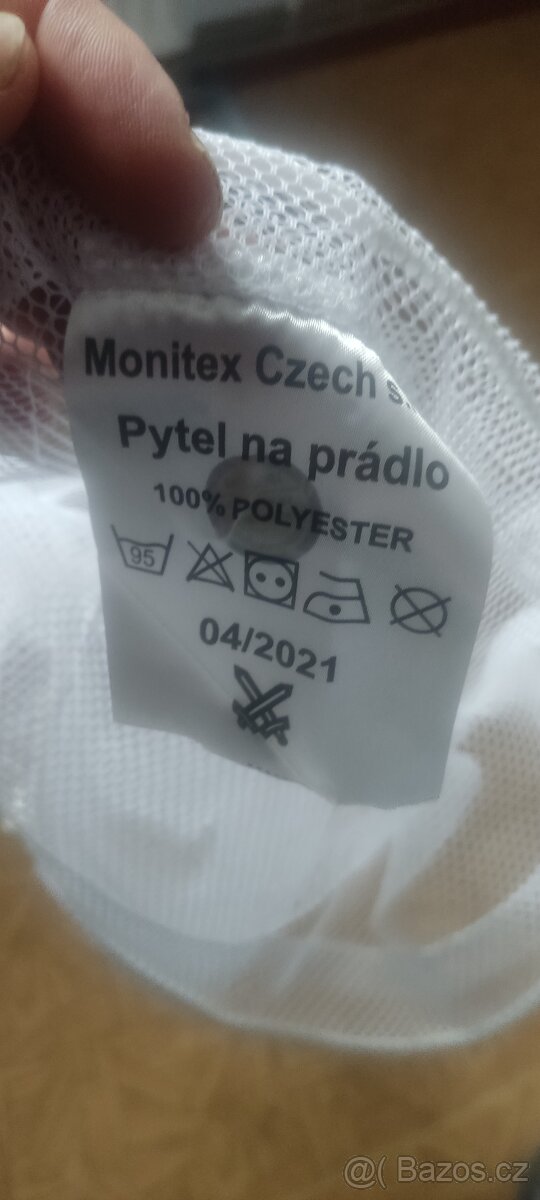 Monitex Czech s.
Pytel na prádlo
100% POLYESTER
95
04/2021
@( Bazos.cz